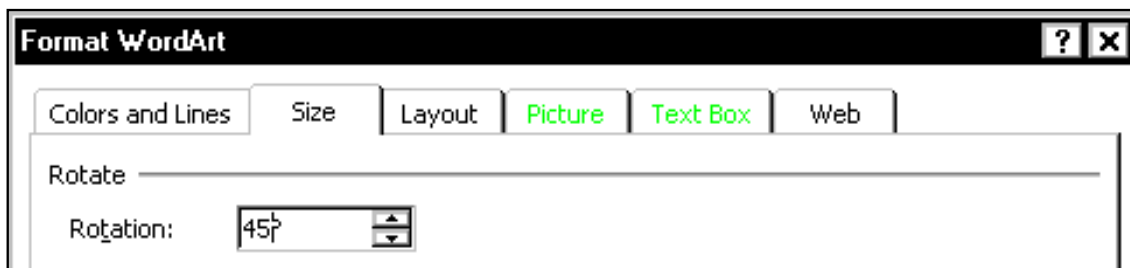 Format WordArt ? X
Colors and Lines Size Layout Picture Text Box Web
Rotate
Rotation: 45°